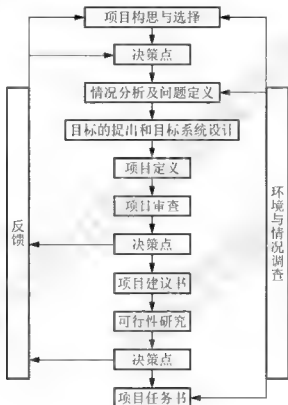 项目构思与选择
决策点
情况分析及问题定义
目标的提出和目标系统设计
项目定义
项目审查
决策点
项目建议书
可行性研究
决策点
项目任务书
反馈
环境与情况调查